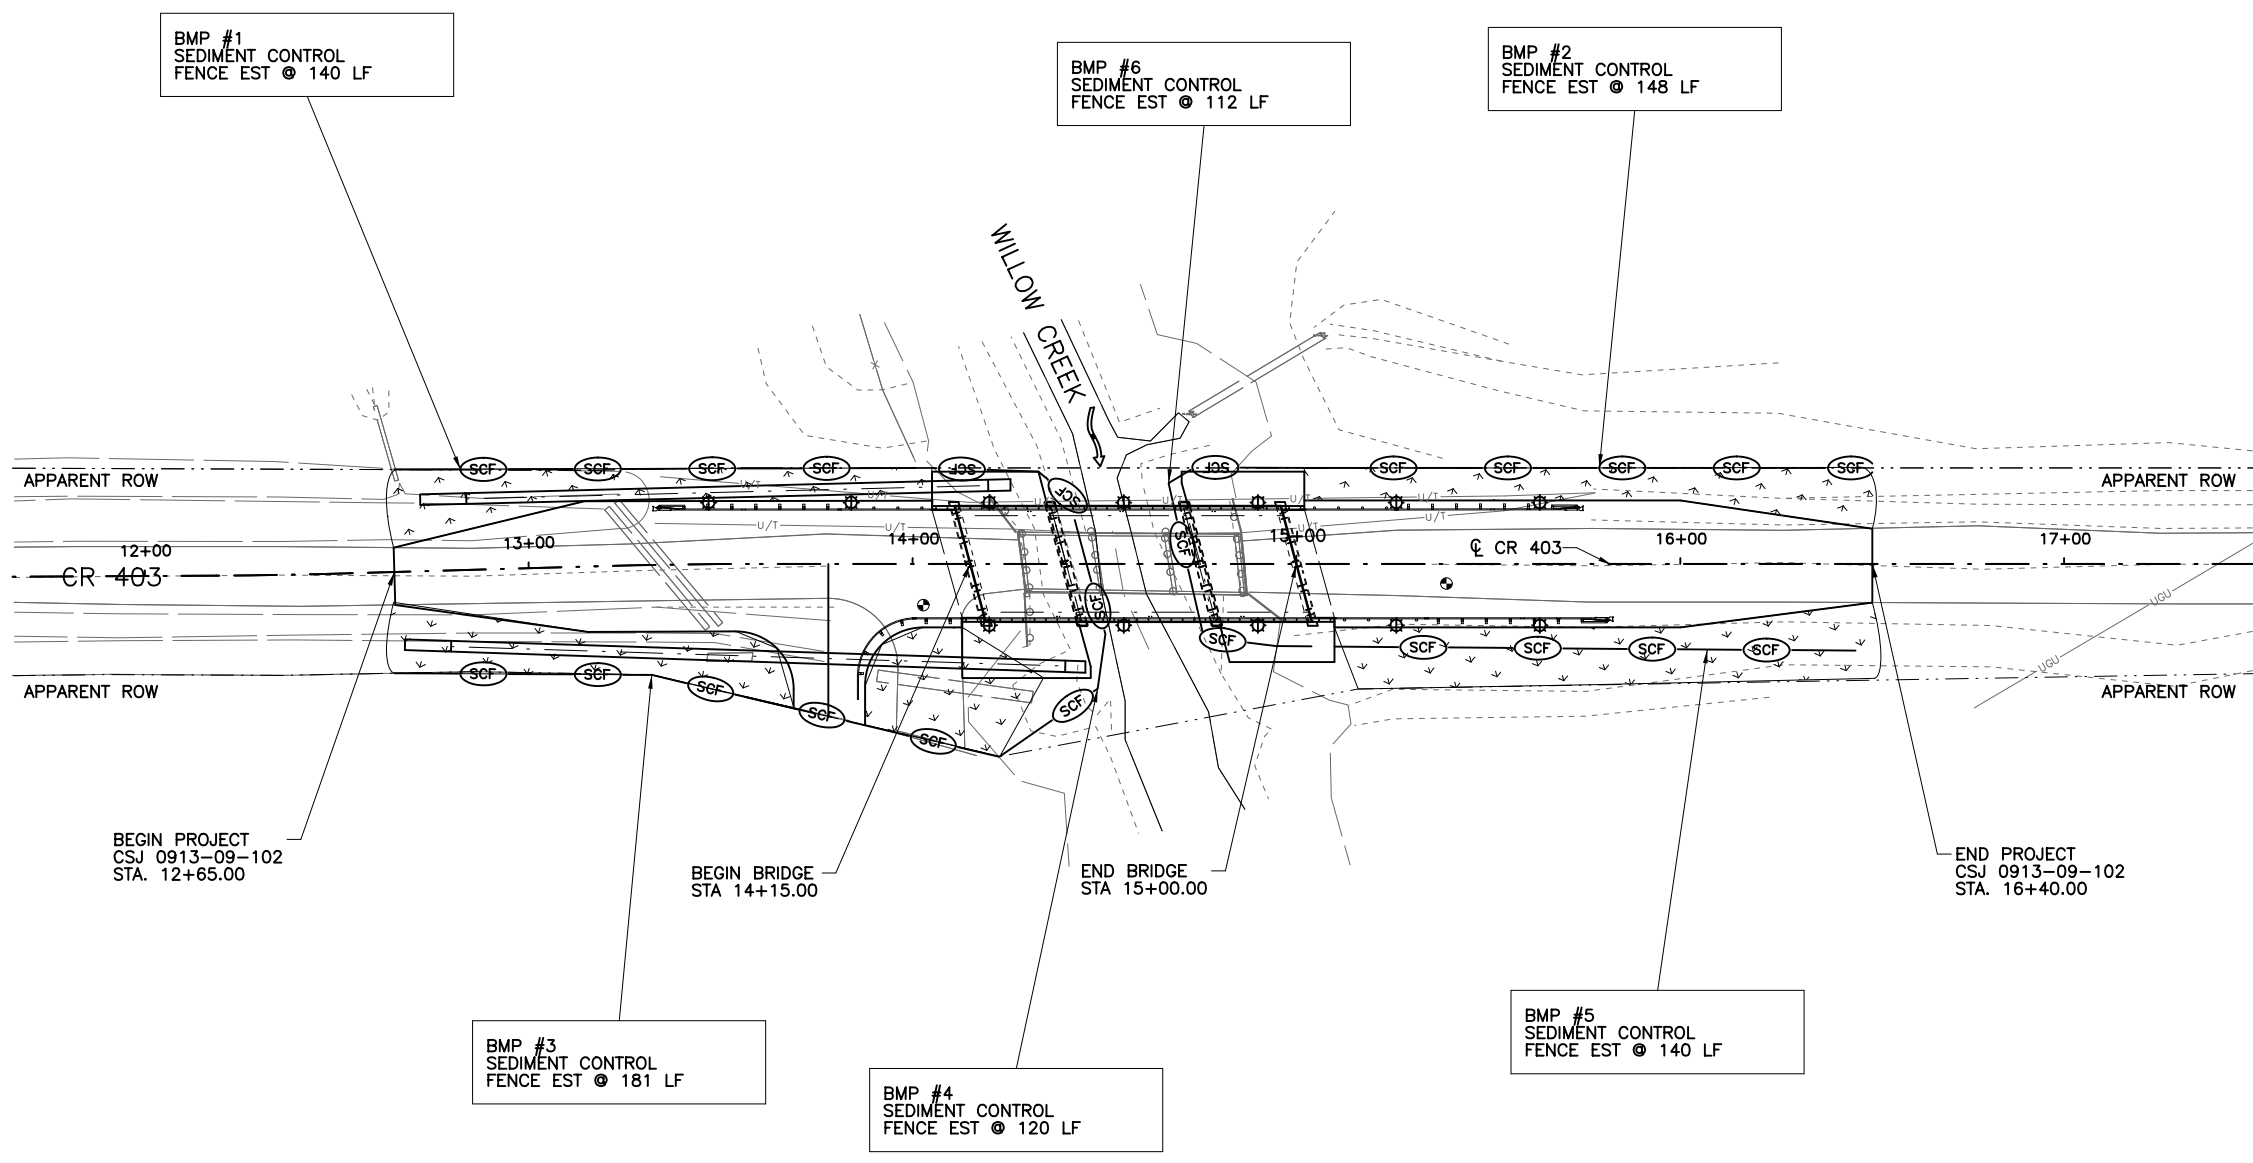 BMP #1
SEDIMENT CONTROL
FENCE EST @ 140 LF
BMP #6
SEDIMENT CONTROL
FENCE EST @ 112 LF
BMP #2
SEDIMENT CONTROL
FENCE EST @ 148 LF
WILLOW CREEK
SCF
SCF
SCF
SCF
SCF
SCF
SCF
SCF
SCF
SCF
SCF
APPARENT ROW
APPARENT ROW
SCF
U/T
U/T
U/T
U/T
U/T
U/T
U/T
U/T
U/T
SCF
12+00
13+00
14+00
15+00
16+00
17+00
℄ CR 403
CR 403
SCF
UGU
UGU
SCF
SCF
SCF
SCF
SCF
SCF
SCF
SCF
SCF
SCF
SCF
APPARENT ROW
APPARENT ROW
BEGIN PROJECT
CSJ 0913-09-102
STA. 12+65.00
BEGIN BRIDGE
STA 14+15.00
END BRIDGE
STA 15+00.00
END PROJECT
CSJ 0913-09-102
STA. 16+40.00
BMP #3
SEDIMENT CONTROL
FENCE EST @ 181 LF
BMP #4
SEDIMENT CONTROL
FENCE EST @ 120 LF
BMP #5
SEDIMENT CONTROL
FENCE EST @ 140 LF